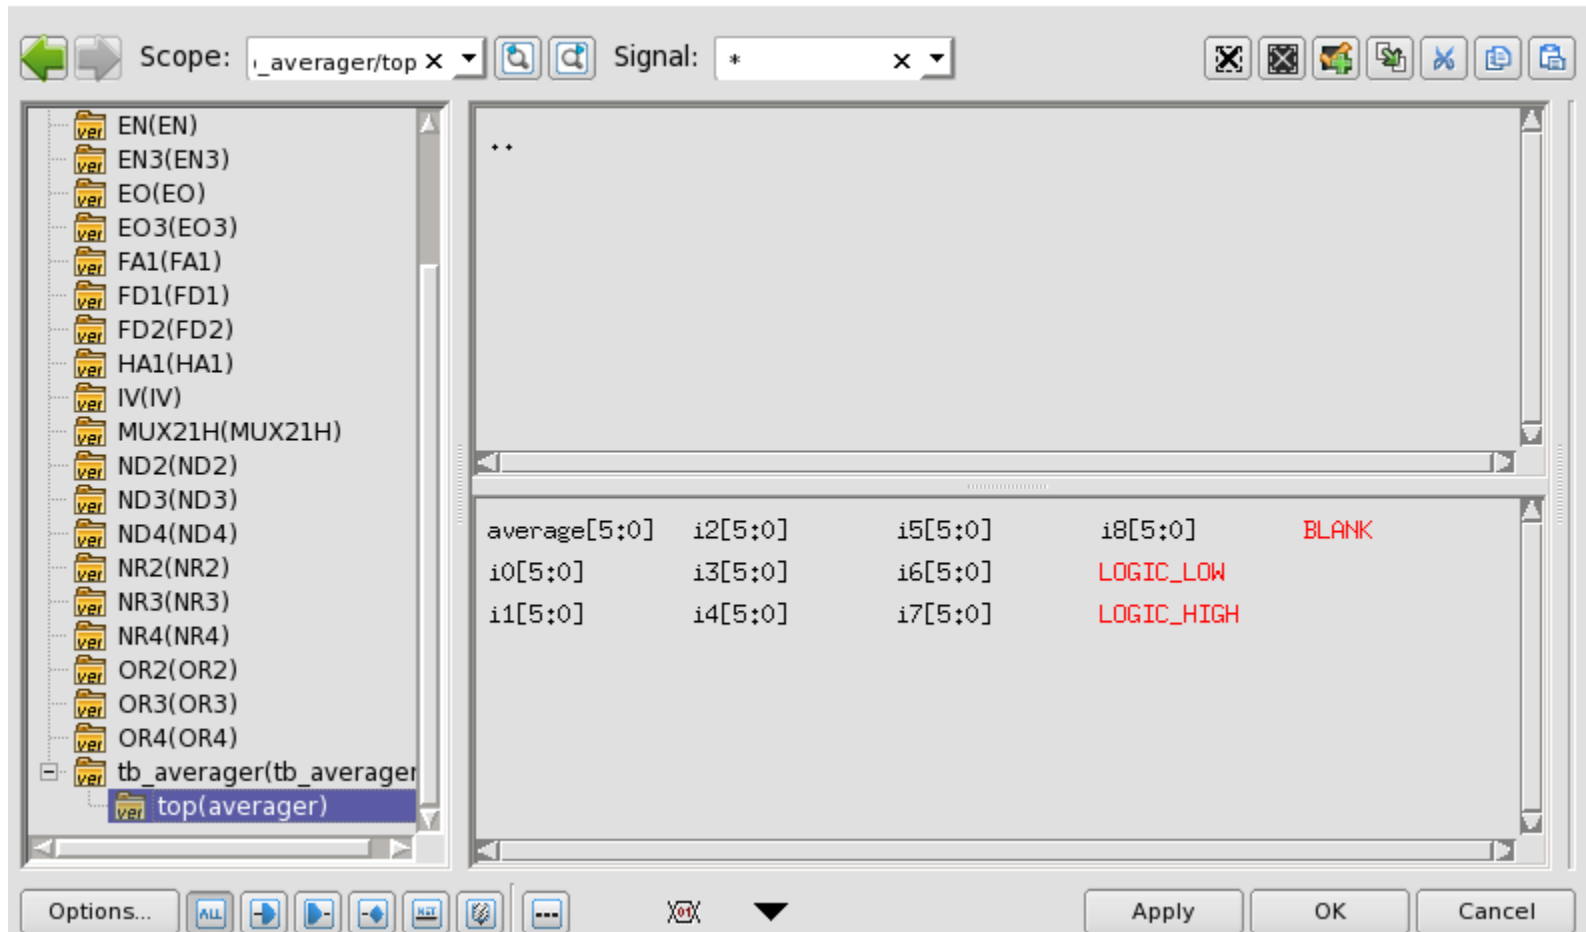 Scope: _averager/top Signal: *
EN(EN)
EN3(EN3)
EO(EO)
EO3(EO3)
FA1(FA1)
FD1(FD1)
FD2(FD2)
HA1(HA1)
IV(IV)
MUX21H(MUX21H)
ND2(ND2)
ND3(ND3)
ND4(ND4)
NR2(NR2)
NR3(NR3)
NR4(NR4)
OR2(OR2)
OR3(OR3)
OR4(OR4)
tb_averager(tb_averager
top(averager)
..
average[5:0] i2[5:0] i5[5:0] i8[5:0] BLANK
i0[5:0] i3[5:0] i6[5:0] LOGIC_LOW
i1[5:0] i4[5:0] i7[5:0] LOGIC_HIGH
Options... ALL NET Apply OK Cancel